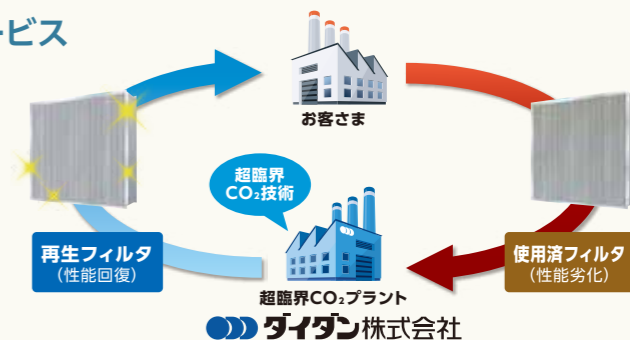 ービス
お客さま
超臨界
CO₂技術
再生フィルタ
（性能回復）
使用済フィルタ
（性能劣化）
超臨界CO₂プラント
ダイダン株式会社